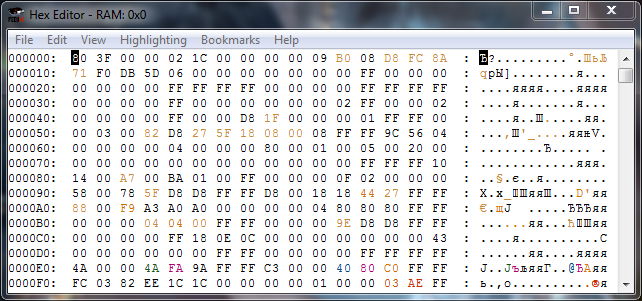 Hex Editor - RAM: 0x0
File Edit View Highlighting Bookmarks Help
000000: 80 3F 00 00 02 1C 00 00 00 00 09 B0 08 D8 FC 8A : Ђ?.........°.ШьЉ
000010: 71 F0 DB 5D 06 00 00 00 00 00 00 FF 00 00 00 00 : qрЫ].......я....
000020: 00 00 00 00 FF FF FF FF 00 00 00 00 FF FF FF FF : ....яяяя....яяяя
000030: 00 00 00 00 00 00 00 00 00 00 02 FF 00 00 00 02 : ...........я....
000040: 00 00 00 00 FF 00 00 D8 1F 00 00 00 01 FF FF 00 : ....я..Ш.....яя.
000050: 00 03 00 82 D8 27 5F 18 08 00 08 FF FF 9C 56 04 : ...‚Ш'_....яяњV.
000060: 00 00 00 00 04 00 00 00 80 00 01 00 05 00 20 00 : ........Ђ..... .
000070: 00 00 00 00 00 00 00 00 00 00 00 00 FF FF FF 10 : ............яяя.
000080: 14 00 A7 00 BA 01 00 FF 00 00 00 00 0F 02 00 00 : ..§.є..я........
000090: 58 00 78 5F D8 D8 FF FF D8 00 18 18 44 27 FF FF : X.x_ШШяяШ...D'яя
0000A0: 88 00 F9 A3 A0 A0 00 00 00 00 04 80 80 80 FF FF : €.щЈ  .....ЂЂЂяя
0000B0: 00 00 00 04 04 00 FF FF 00 00 00 9E D8 D8 FF FF : ......яя...ћШШяя
0000C0: 00 00 00 00 FF 18 0E 0C 00 00 00 00 00 00 00 43 : ....я..........C
0000D0: 00 00 00 00 FF FF 00 00 00 00 00 00 00 00 FF FF : ....яя........яя
0000E0: 4A 00 00 4A FA 9A FF FF C3 00 00 40 80 C0 FF FF : J..JъљяяГ..@ЂАяя
0000F0: FC 03 82 EE 1C 1C 00 00 00 00 01 00 00 03 AE FF : ь.‚о..........®я